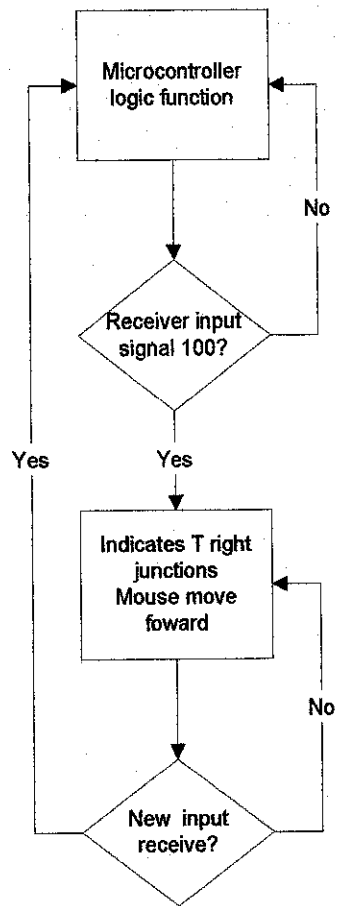 Microcontroller
logic function
No
Receiver input
signal 100?
Yes
Yes
Indicates T right
junctions
Mouse move
foward
No
New input
receive?